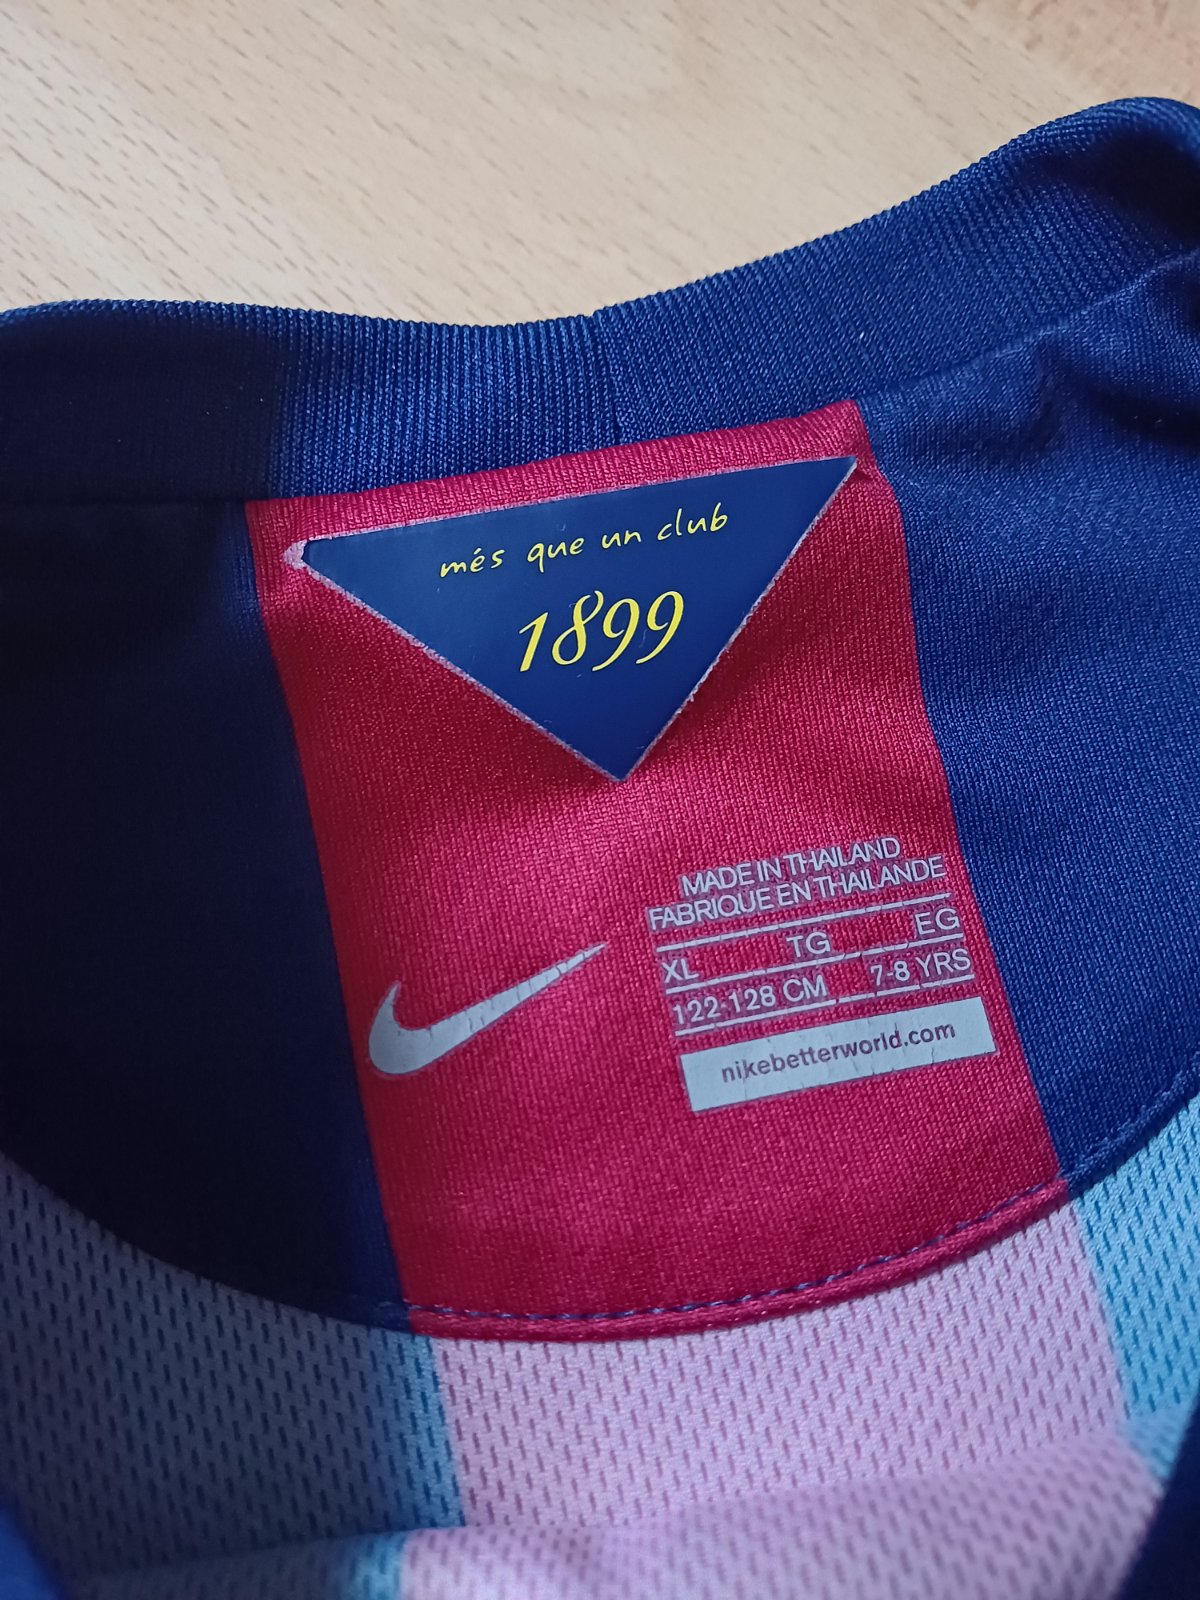 més que un club
1899
MADE IN THAILAND
FABRIQUE EN THAILANDE
XL TG EG
122-128 CM 7-8 YRS
nikebetterworld.com